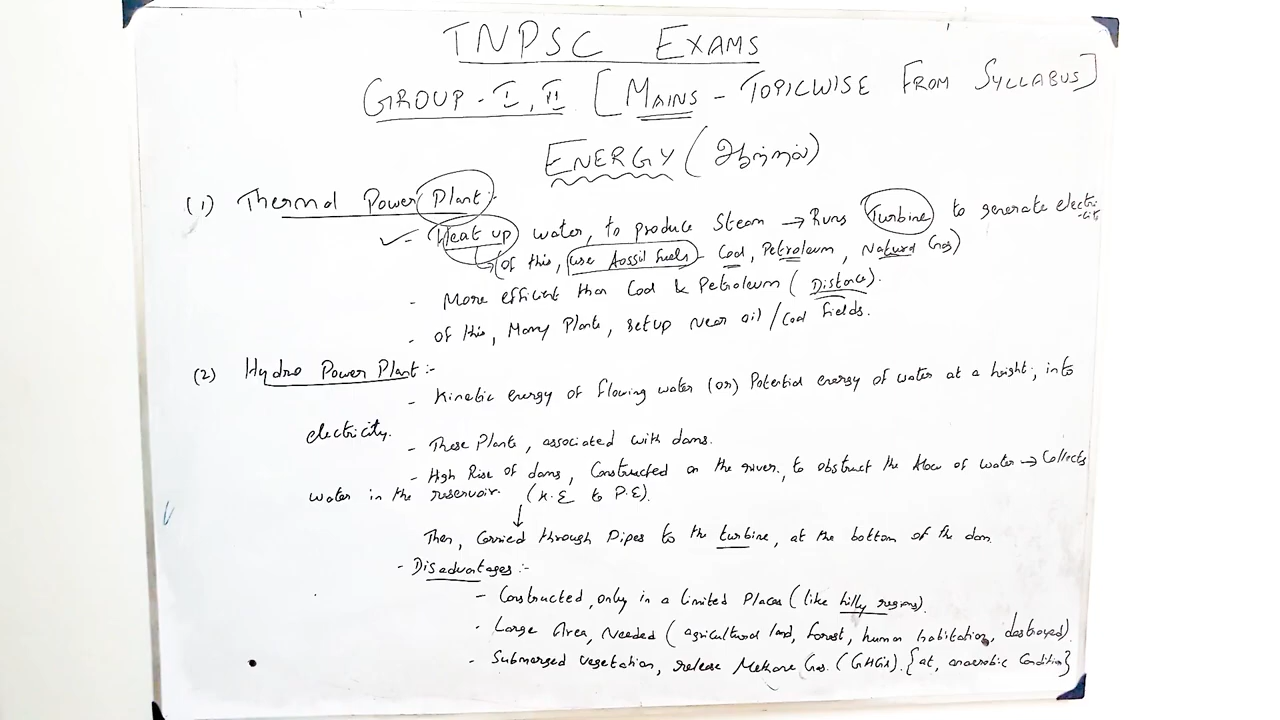 TNPSC EXAMS
GROUP - I, II [MAINS - TOPICWISE FROM SYLLABUS]
ENERGY (ஆற்றல்)
(1) Thermal Power Plant:-
- Heat up water, to produce Steam → Runs Turbine to generate electri-
-city
(of this, use fossil fuels - Coal, Petroleum, Natural Gas)
- More efficient than Coal & Petroleum (Distance).
- of this, Many Plants, setup near oil / Coal fields.
(2) Hydro Power Plant:-
- Kinetic energy of flowing water (or) Potential energy of water at a height, into
electricity.
- These Plants, associated with dams.
- High Rise of dams, Constructed on the river, to obstruct the flow of water → Collects
water in the reservoir. (K.E to P.E).
↓
Then, Carried through Pipes to the turbine, at the bottom of the dam
- Disadvantages:-
- Constructed, only in a limited Places (like hilly regions).
- Large Area, Needed (agricultural land, forest, human habitation, destroyed).
- Submerged vegetation, release Methane Gas. (GHGs). {at, anaerobic Condition}